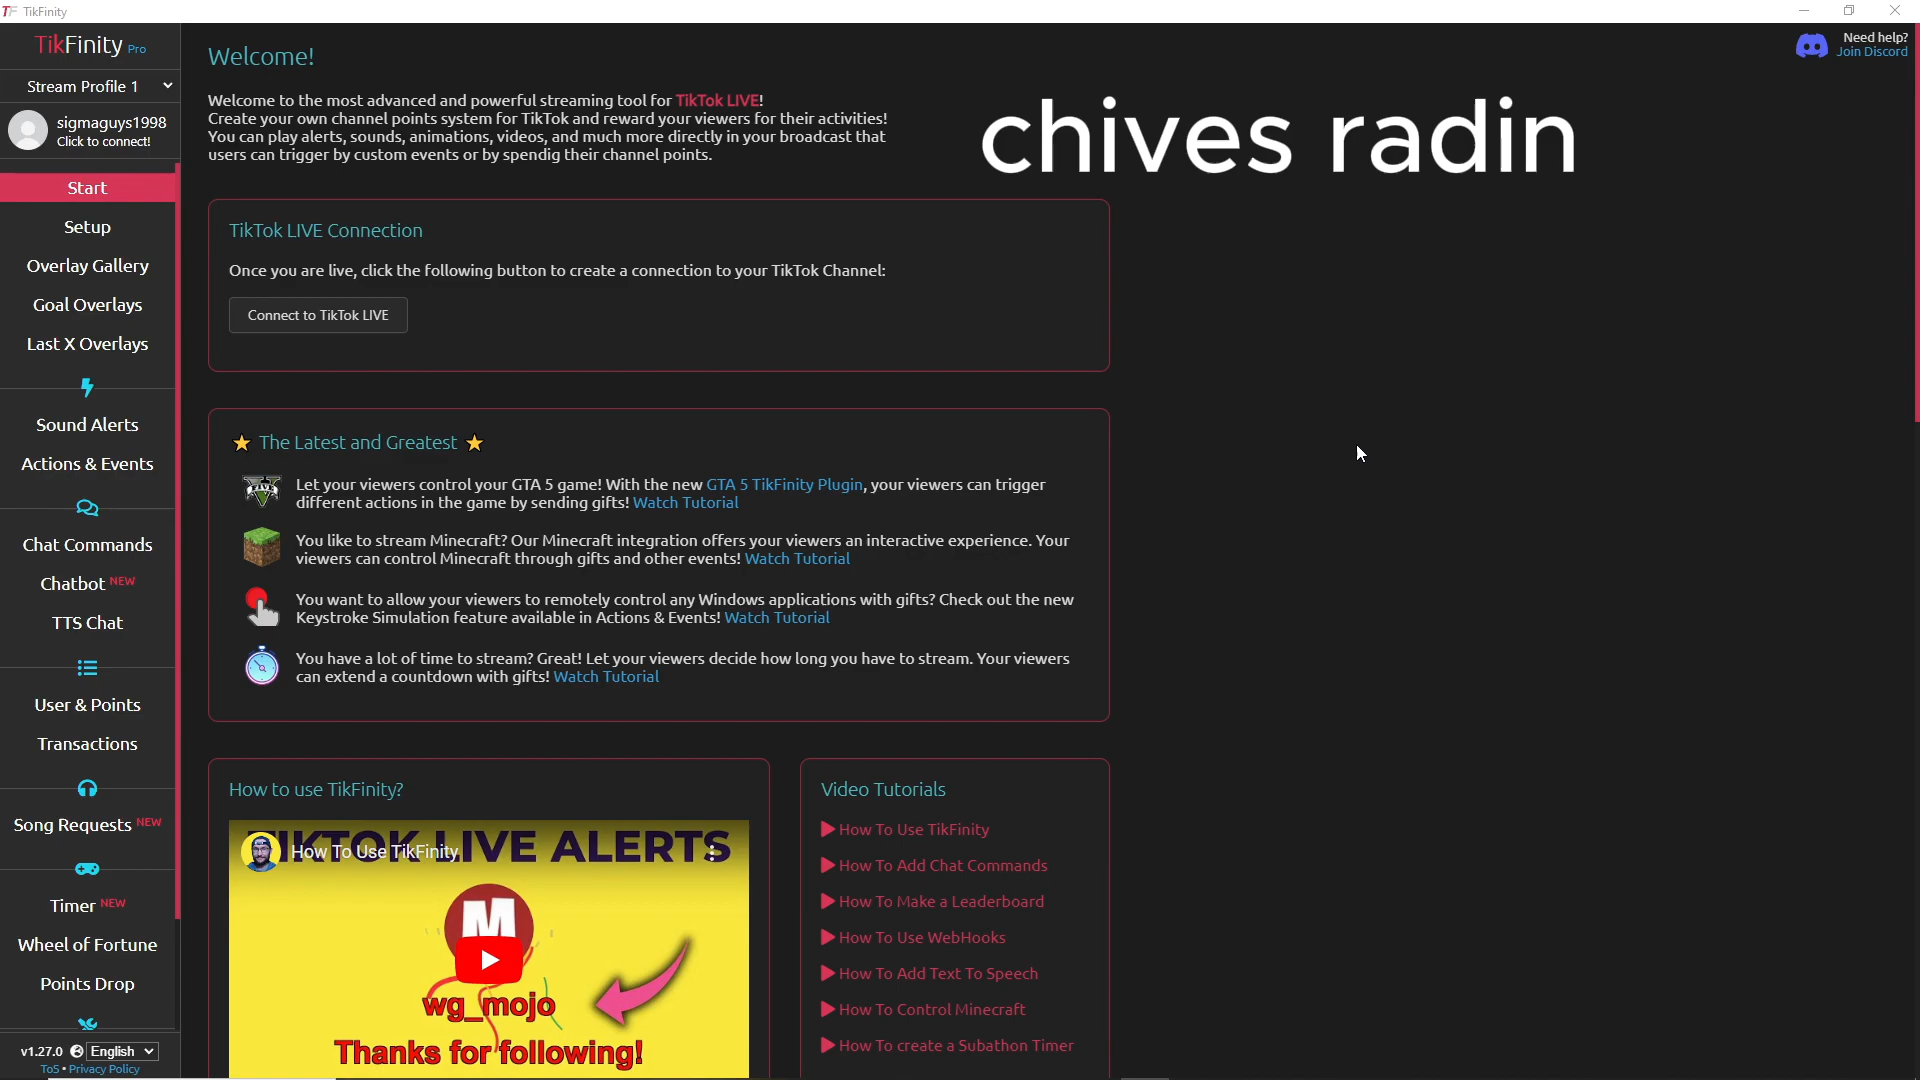 TF TikFinity
TikFinity Pro
Stream Profile 1
sigmaguys1998
Click to connect!
Start
Setup
Overlay Gallery
Goal Overlays
Last X Overlays
Sound Alerts
Actions & Events
Chat Commands
Chatbot NEW
TTS Chat
User & Points
Transactions
Song Requests NEW
Timer NEW
Wheel of Fortune
Points Drop
v1.27.0 English
ToS • Privacy Policy
Need help?
Join Discord
Welcome!
Welcome to the most advanced and powerful streaming tool for TikTok LIVE!
Create your own channel points system for TikTok and reward your viewers for their activities!
You can play alerts, sounds, animations, videos, and much more directly in your broadcast that
users can trigger by custom events or by spendig their channel points.
chives radin
TikTok LIVE Connection
Once you are live, click the following button to create a connection to your TikTok Channel:
Connect to TikTok LIVE
The Latest and Greatest
FIVE
Let your viewers control your GTA 5 game! With the new GTA 5 TikFinity Plugin, your viewers can trigger
different actions in the game by sending gifts! Watch Tutorial
You like to stream Minecraft? Our Minecraft integration offers your viewers an interactive experience. Your
viewers can control Minecraft through gifts and other events! Watch Tutorial
You want to allow your viewers to remotely control any Windows applications with gifts? Check out the new
Keystroke Simulation feature available in Actions & Events! Watch Tutorial
You have a lot of time to stream? Great! Let your viewers decide how long you have to stream. Your viewers
can extend a countdown with gifts! Watch Tutorial
How to use TikFinity?
TIKTOK LIVE ALERTS
How To Use TikFinity
M
wg_mojo
Thanks for following!
Video Tutorials
How To Use TikFinity
How To Add Chat Commands
How To Make a Leaderboard
How To Use WebHooks
How To Add Text To Speech
How To Control Minecraft
How To create a Subathon Timer